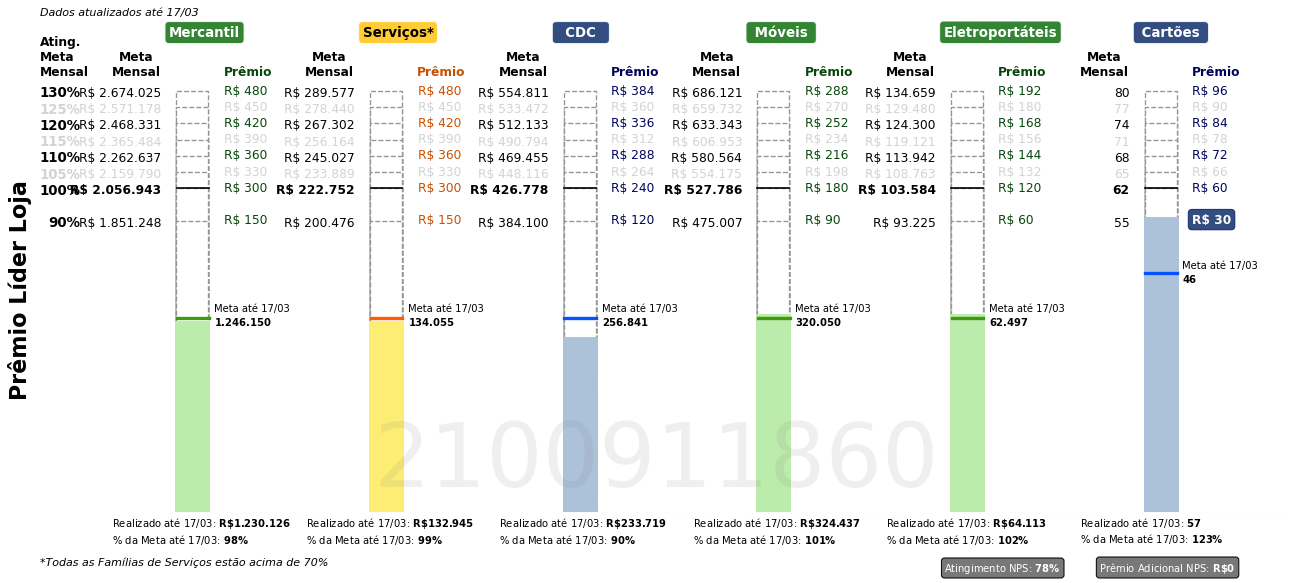 Dados atualizados até 17/03
Mercantil Serviços* CDC Móveis Eletroportáteis Cartões
Ating. Meta Mensal
Meta Mensal Prêmio Meta Mensal Prêmio Meta Mensal Prêmio Meta Mensal Prêmio Meta Mensal Prêmio Meta Mensal Prêmio
130% R$ 2.674.025 R$ 480 R$ 289.577 R$ 480 R$ 554.811 R$ 384 R$ 686.121 R$ 288 R$ 134.659 R$ 192 80 R$ 96
125% R$ 2.571.178 R$ 450 R$ 278.440 R$ 450 R$ 533.472 R$ 360 R$ 659.732 R$ 270 R$ 129.480 R$ 180 77 R$ 90
120% R$ 2.468.331 R$ 420 R$ 267.302 R$ 420 R$ 512.133 R$ 336 R$ 633.343 R$ 252 R$ 124.300 R$ 168 74 R$ 84
115% R$ 2.365.484 R$ 390 R$ 256.164 R$ 390 R$ 490.794 R$ 312 R$ 606.953 R$ 234 R$ 119.121 R$ 156 71 R$ 78
110% R$ 2.262.637 R$ 360 R$ 245.027 R$ 360 R$ 469.455 R$ 288 R$ 580.564 R$ 216 R$ 113.942 R$ 144 68 R$ 72
105% R$ 2.159.790 R$ 330 R$ 233.889 R$ 330 R$ 448.116 R$ 264 R$ 554.175 R$ 198 R$ 108.763 R$ 132 65 R$ 66
100% R$ 2.056.943 R$ 300 R$ 222.752 R$ 300 R$ 426.778 R$ 240 R$ 527.786 R$ 180 R$ 103.584 R$ 120 62 R$ 60
90% R$ 1.851.248 R$ 150 R$ 200.476 R$ 150 R$ 384.100 R$ 120 R$ 475.007 R$ 90 R$ 93.225 R$ 60 55 R$ 30
Prêmio Líder Loja
Meta até 17/03
46
Meta até 17/03 Meta até 17/03 Meta até 17/03 Meta até 17/03 Meta até 17/03
1.246.150 134.055 256.841 320.050 62.497
2100911860
Realizado até 17/03: R$1.230.126 Realizado até 17/03: R$132.945 Realizado até 17/03: R$233.719 Realizado até 17/03: R$324.437 Realizado até 17/03: R$64.113 Realizado até 17/03: 57
% da Meta até 17/03: 98% % da Meta até 17/03: 99% % da Meta até 17/03: 90% % da Meta até 17/03: 101% % da Meta até 17/03: 102% % da Meta até 17/03: 123%
*Todas as Famílias de Serviços estão acima de 70%
Atingimento NPS: 78% Prêmio Adicional NPS: R$0